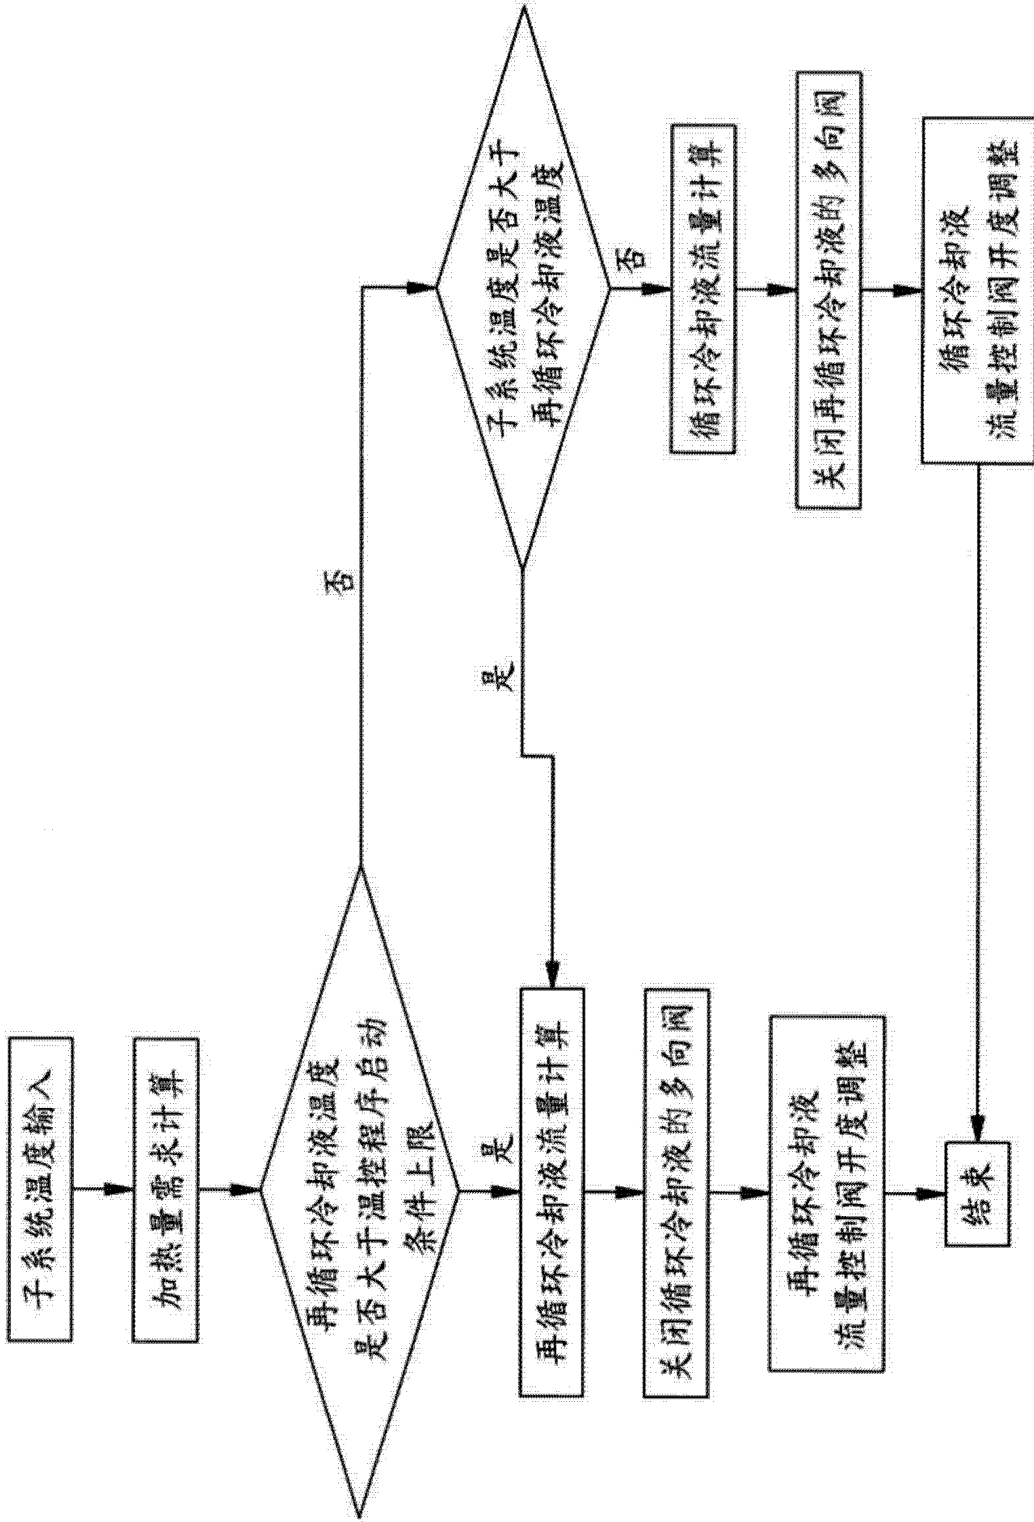 子系统温度输入
加热量需求计算
再循环冷却液温度
是否大于温控程序启动
条件上限
是
再循环冷却液流量计算
关闭循环冷却液的多向阀
再循环冷却液
流量控制阀开度调整
结束
否
子系统温度是否大于
再循环冷却液温度
是
否
循环冷却液流量计算
关闭再循环冷却液的多向阀
循环冷却液
流量控制阀开度调整